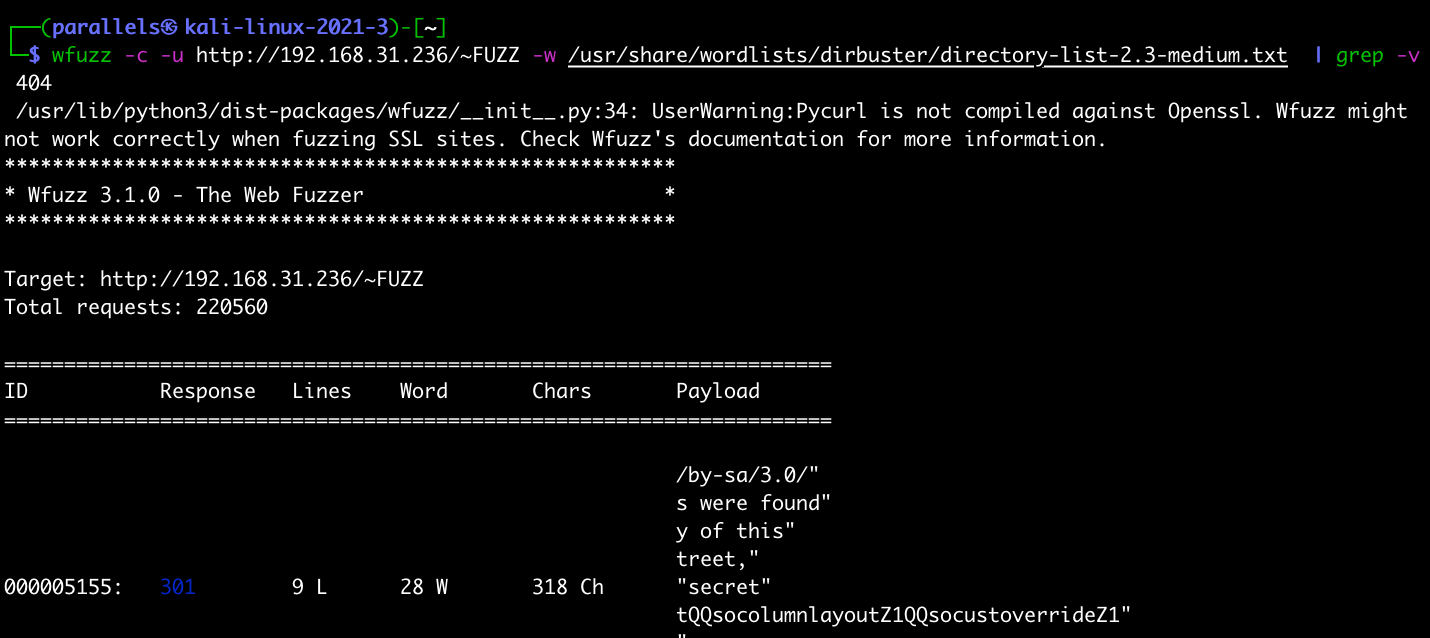 ┌──(parallels㉿kali-linux-2021-3)-[~]
└─$ wfuzz -c -u http://192.168.31.236/~FUZZ -w /usr/share/wordlists/dirbuster/directory-list-2.3-medium.txt  | grep -v
 404
 /usr/lib/python3/dist-packages/wfuzz/__init__.py:34: UserWarning:Pycurl is not compiled against Openssl. Wfuzz might
not work correctly when fuzzing SSL sites. Check Wfuzz's documentation for more information.
********************************************************
* Wfuzz 3.1.0 - The Web Fuzzer                         *
********************************************************

Target: http://192.168.31.236/~FUZZ
Total requests: 220560

=====================================================================
ID           Response   Lines    Word       Chars       Payload
=====================================================================

                                                        /by-sa/3.0/"
                                                        s were found"
                                                        y of this"
                                                        treet,"
000005155:   301        9 L      28 W       318 Ch      "secret"
                                                        tQQsocolumnlayoutZ1QQsocustoverrideZ1"
                                                        "